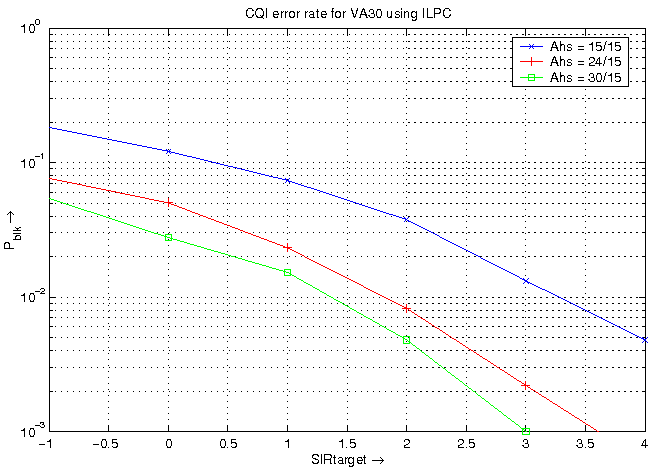 CQI error rate for VA30 using ILPC
Ahs = 15/15
Ahs = 24/15
Ahs = 30/15
10^0
10^-1
10^-2
10^-3
P_blk →
-1 -0.5 0 0.5 1 1.5 2 2.5 3 3.5 4
SIRtarget →